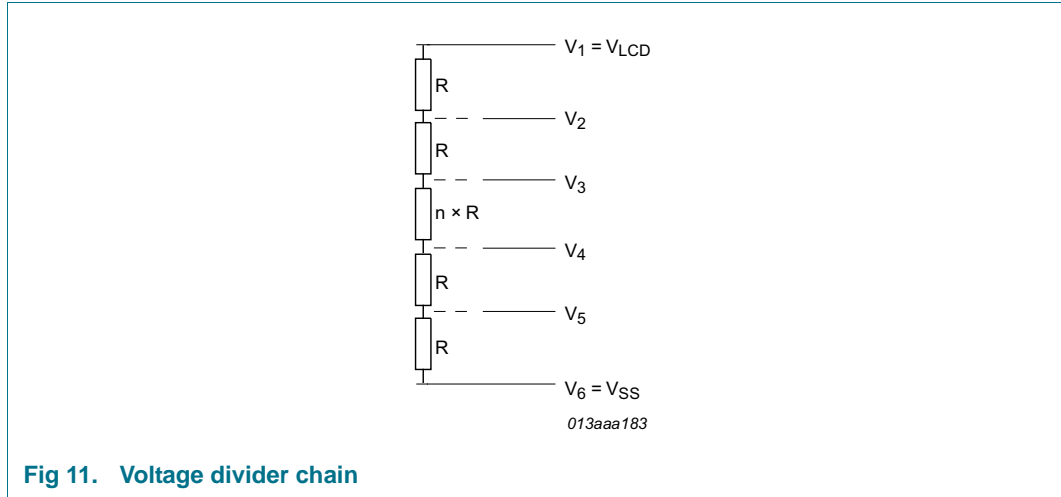 V1 = VLCD
R
V2
R
V3
n × R
V4
R
V5
R
V6 = VSS
013aaa183
Fig 11. Voltage divider chain